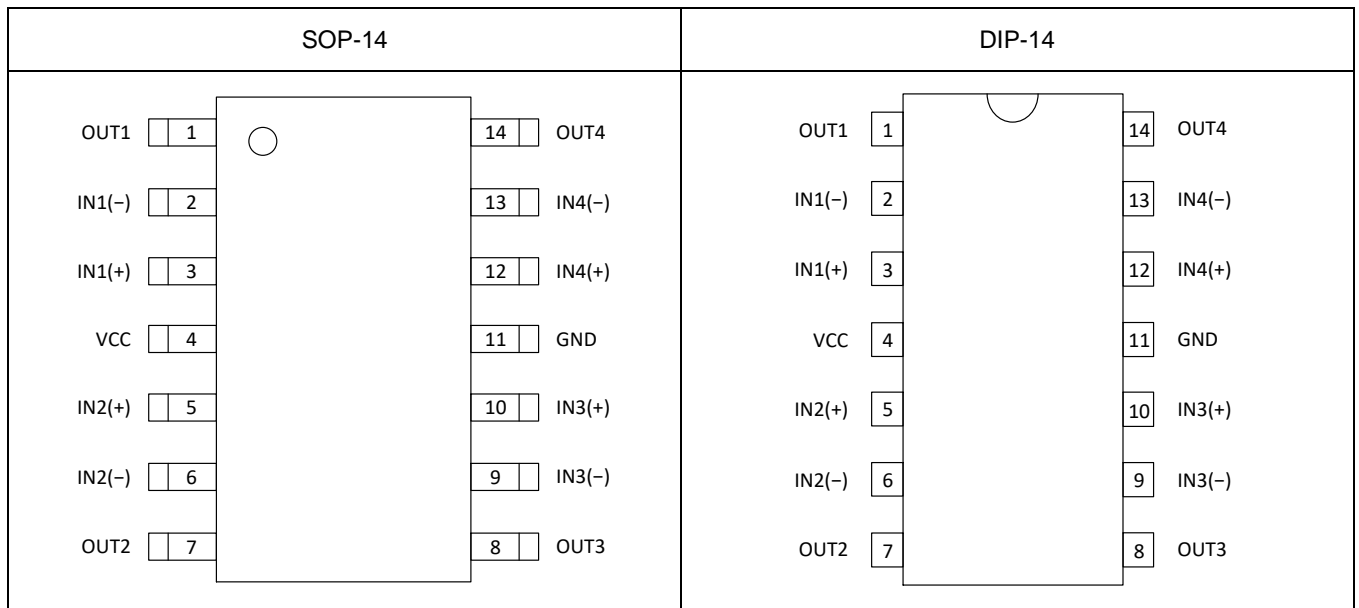 SOP-14 DIP-14
OUT1 1 14 OUT4 OUT1 1 14 OUT4
IN1(−) 2 13 IN4(−) IN1(−) 2 13 IN4(−)
IN1(+) 3 12 IN4(+) IN1(+) 3 12 IN4(+)
VCC 4 11 GND VCC 4 11 GND
IN2(+) 5 10 IN3(+) IN2(+) 5 10 IN3(+)
IN2(−) 6 9 IN3(−) IN2(−) 6 9 IN3(−)
OUT2 7 8 OUT3 OUT2 7 8 OUT3